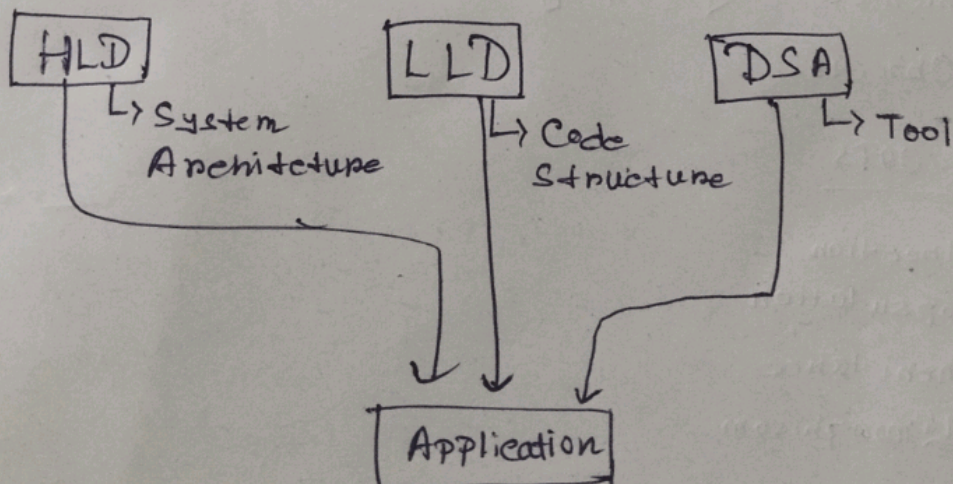 HLD
System
Architeture
LLD
Code
Structure
DSA
Tool
Application